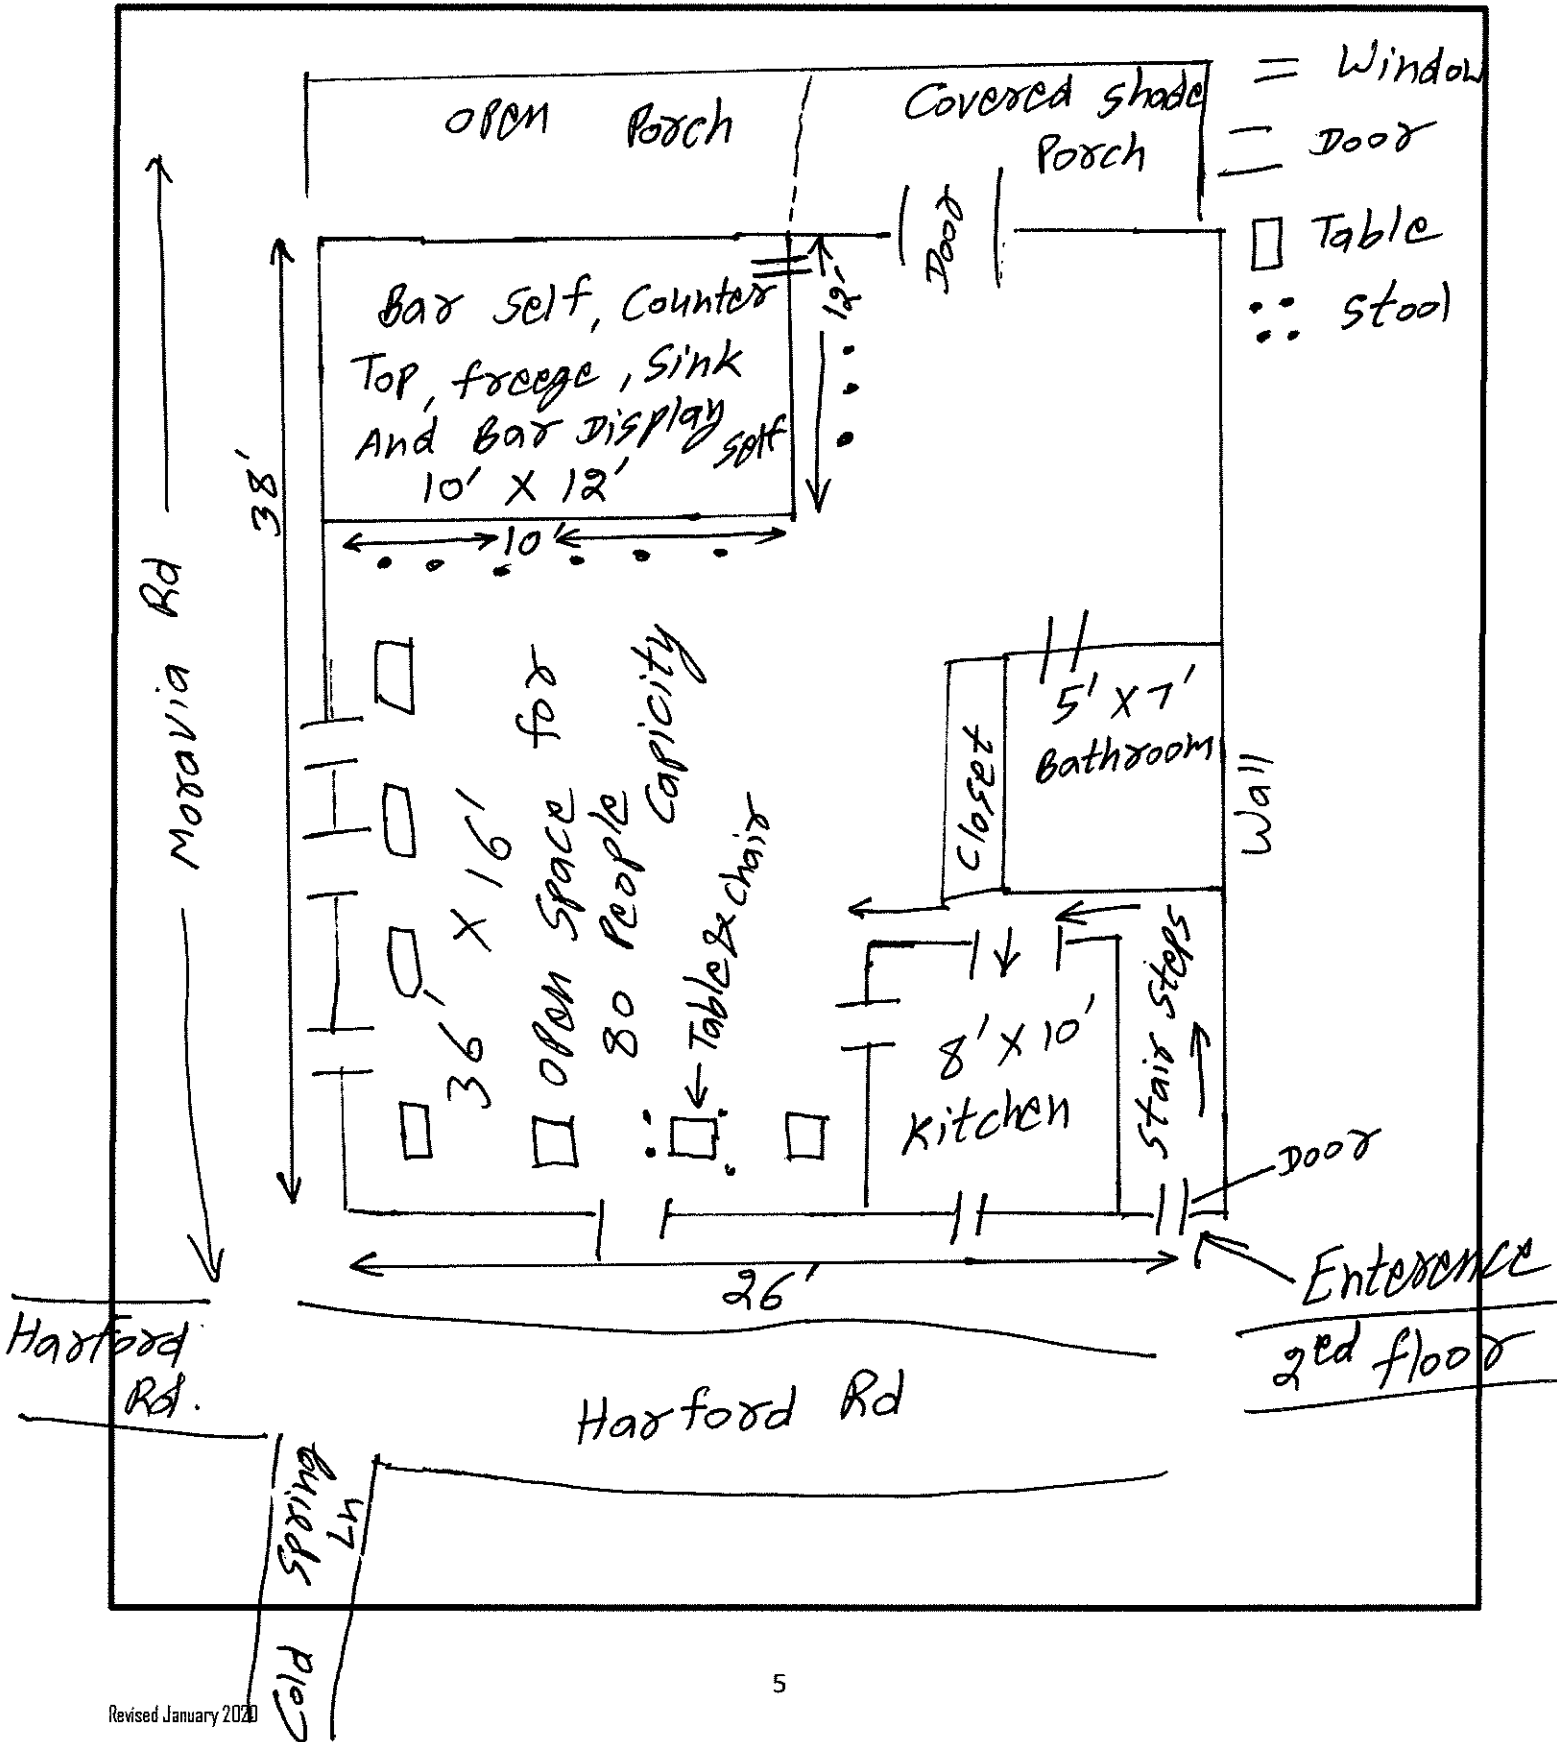 OPEN Porch
Covered shade
Porch
Window
Door
Table
Stool
Door
Bar Self, Counter
Top, freege, Sink
And Bar Display self
10' X 12'
12'
10'
38'
Moravia Rd
36' X 16'
Open Space for
80 People
Capicity
Table & chair
Closet
5' X 7'
Bathroom
Wall
8' X 10'
Kitchen
Stair Steps
Door
26'
Enterence
2ed floor
Harford
Rd.
Harford Rd
Cold Spring
Ln
5
Revised January 2020